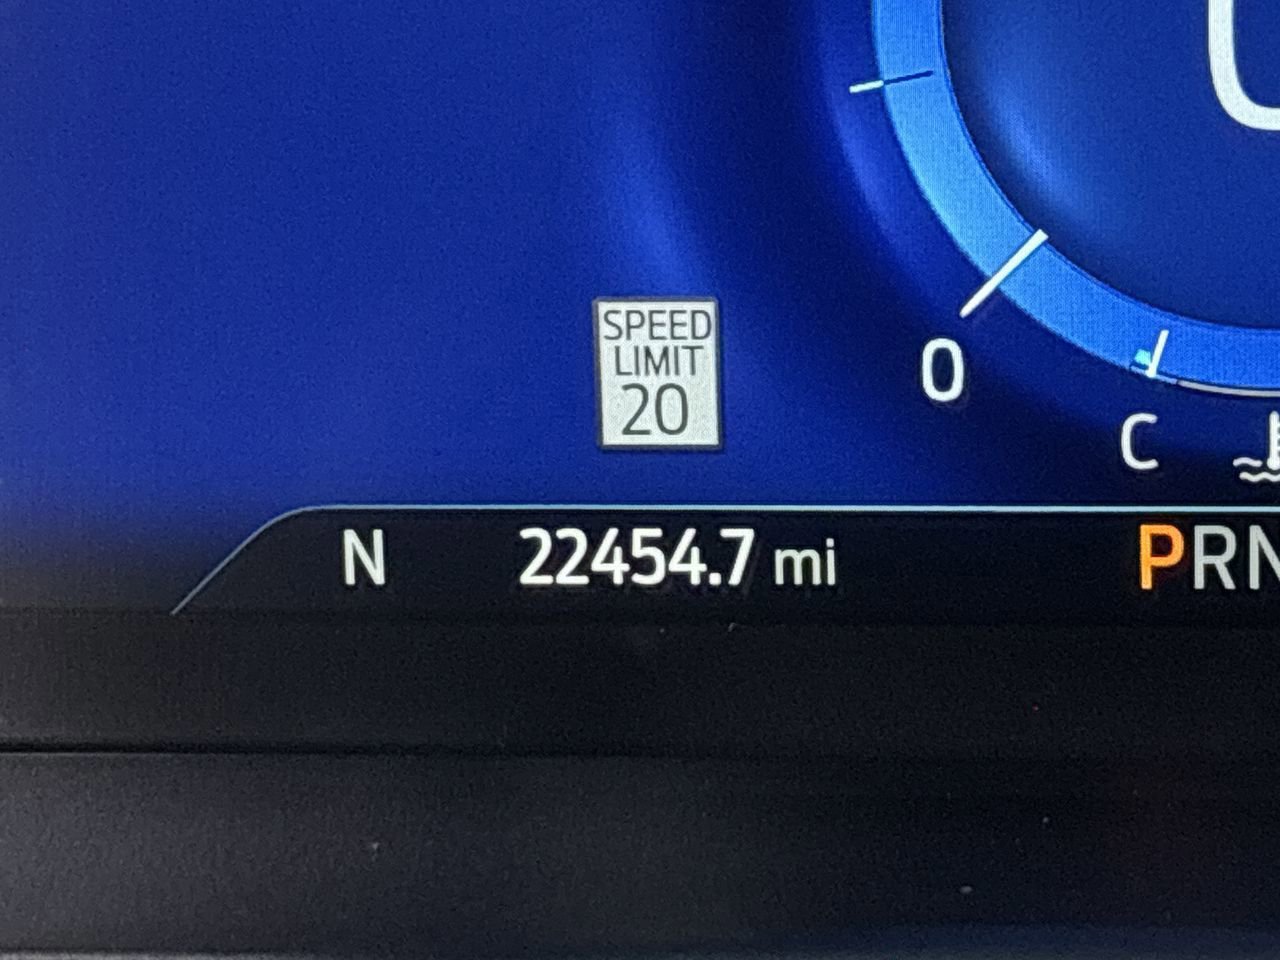 SPEED
LIMIT
20
0
C
N 22454.7 mi PRN